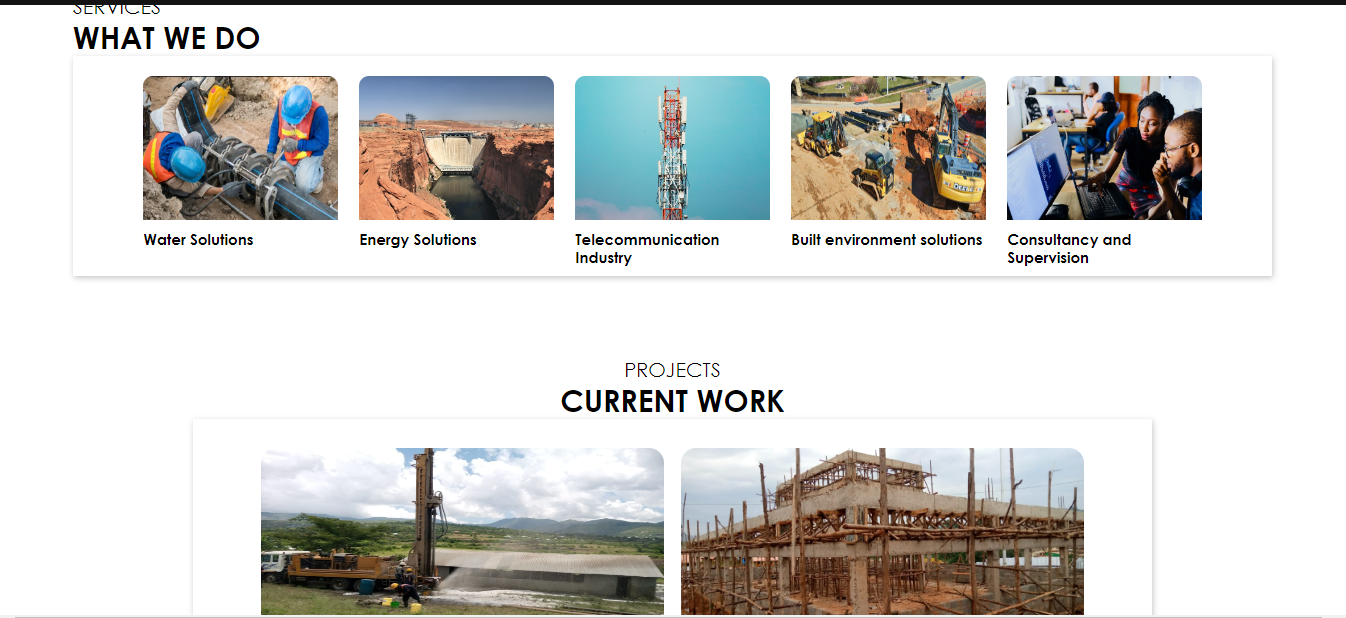 SERVICES
WHAT WE DO
Water Solutions
Energy Solutions
Telecommunication
Industry
Built environment solutions
Consultancy and
Supervision
PROJECTS
CURRENT WORK